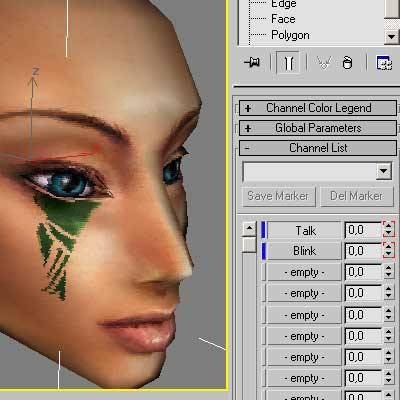 Edge
Face
Polygon
z
+ Channel Color Legend
+ Global Parameters
- Channel List
Save Marker Del Marker
Talk 0,0
Blink 0,0
- empty - 0,0
- empty - 0,0
- empty - 0,0
- empty - 0,0
- empty - 0,0
- empty - 0,0
- empty - 0,0